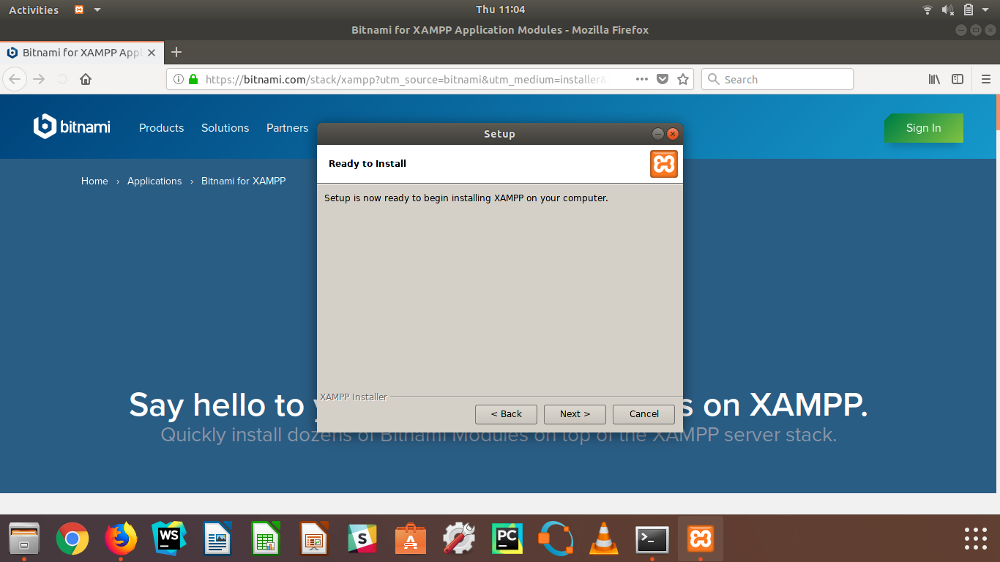 Activities
Thu 11:04
Bitnami for XAMPP Application Modules - Mozilla Firefox
Bitnami for XAMPP Appl
https://bitnami.com/stack/xampp?utm_source=bitnami&utm_medium=installer&
Search
bitnami
Products
Solutions
Partners
Sign In
Home › Applications › Bitnami for XAMPP
Setup
Ready to Install
Setup is now ready to begin installing XAMPP on your computer.
XAMPP Installer
< Back
Next >
Cancel
Say hello to
s on XAMPP.
Quickly install dozens of Bitnami Modules on top of the XAMPP server stack.
WS
S
A
PC
>_